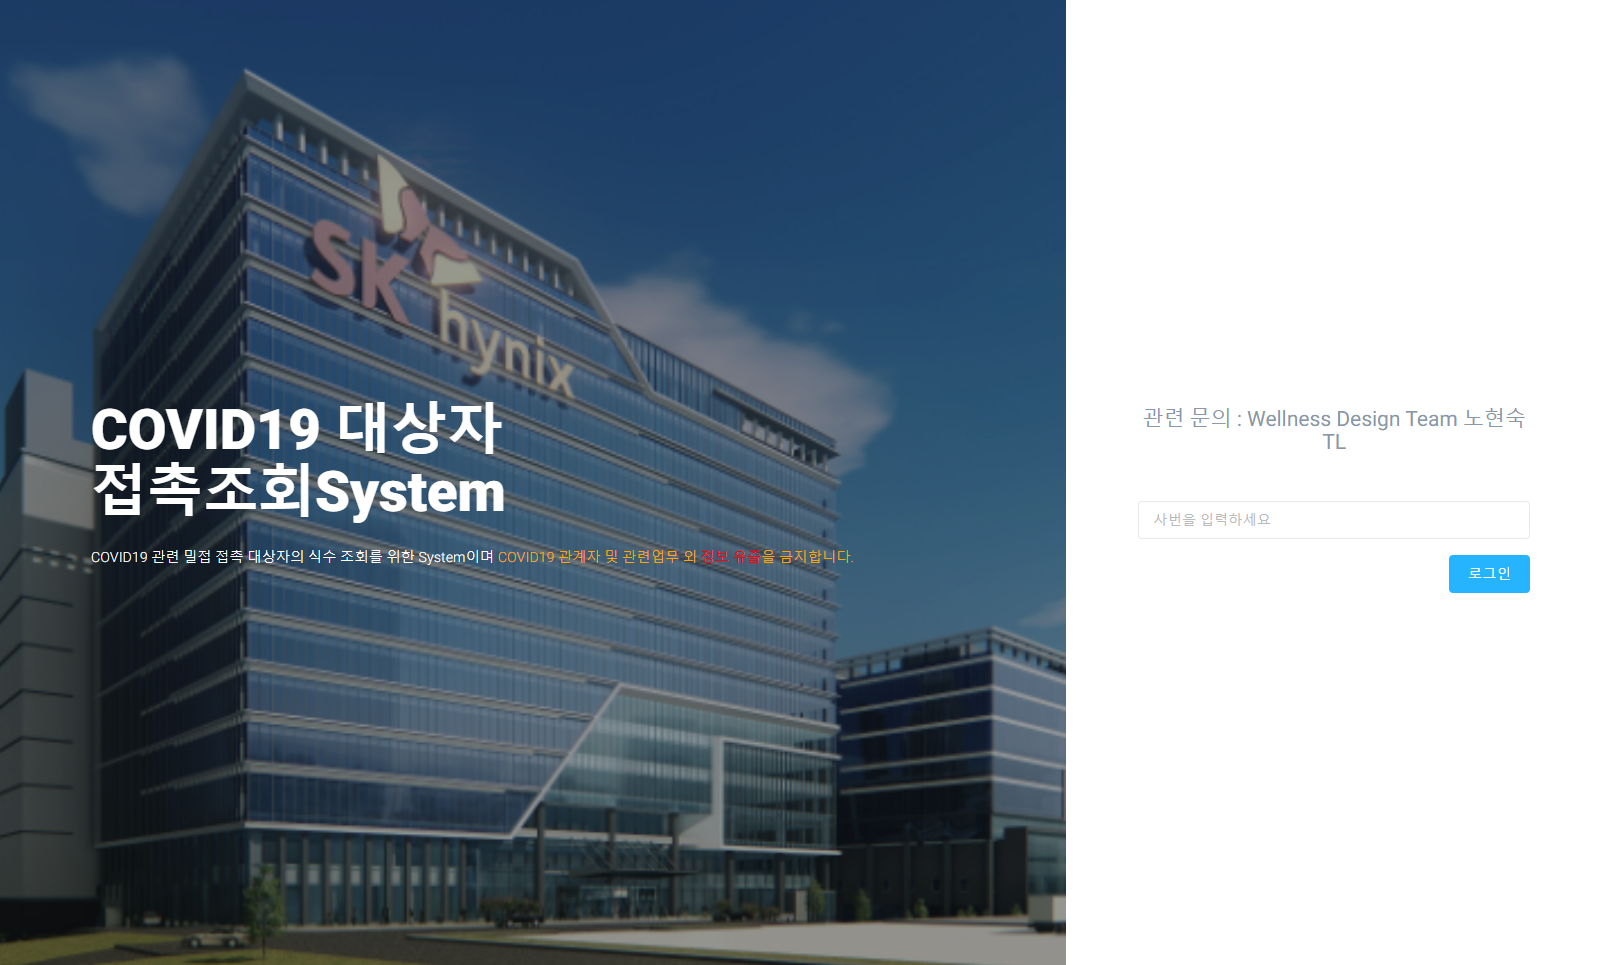 SK
hynix
COVID19 대상자
접촉조회System
COVID19 관련 밀접 접촉 대상자의 식수 조회를 위한 System이며 COVID19 관계자 및 관련업무 외 정보 유출을 금지합니다.
관련 문의 : Wellness Design Team 노현숙
TL
사번을 입력하세요
로그인